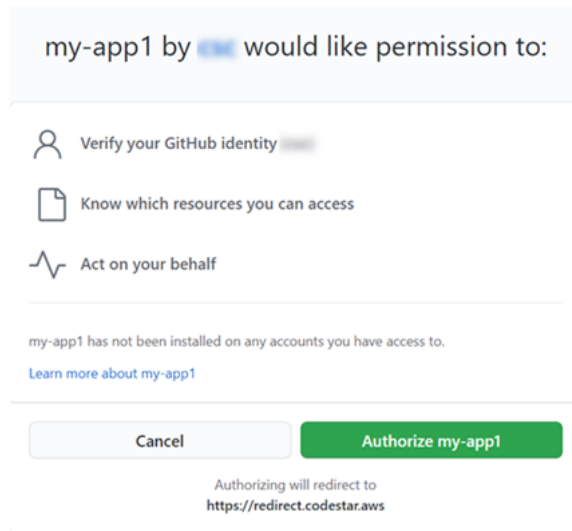 my-app1 by would like permission to:
Verify your GitHub identity
Know which resources you can access
Act on your behalf
my-app1 has not been installed on any accounts you have access to.
Learn more about my-app1
Cancel
Authorize my-app1
Authorizing will redirect to
https://redirect.codestar.aws